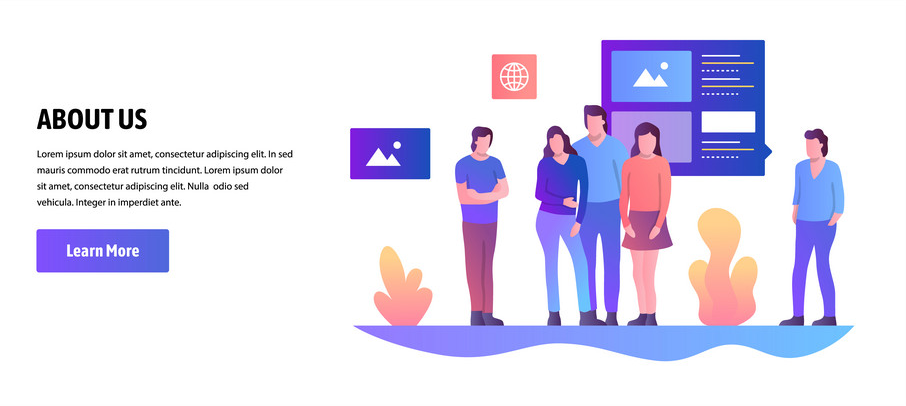 ABOUT US
Lorem ipsum dolor sit amet, consectetur adipiscing elit. In sed
mauris commodo erat rutrum tincidunt. Lorem ipsum dolor
sit amet, consectetur adipiscing elit. Nulla  odio sed
vehicula. Integer in imperdiet ante.
Learn More